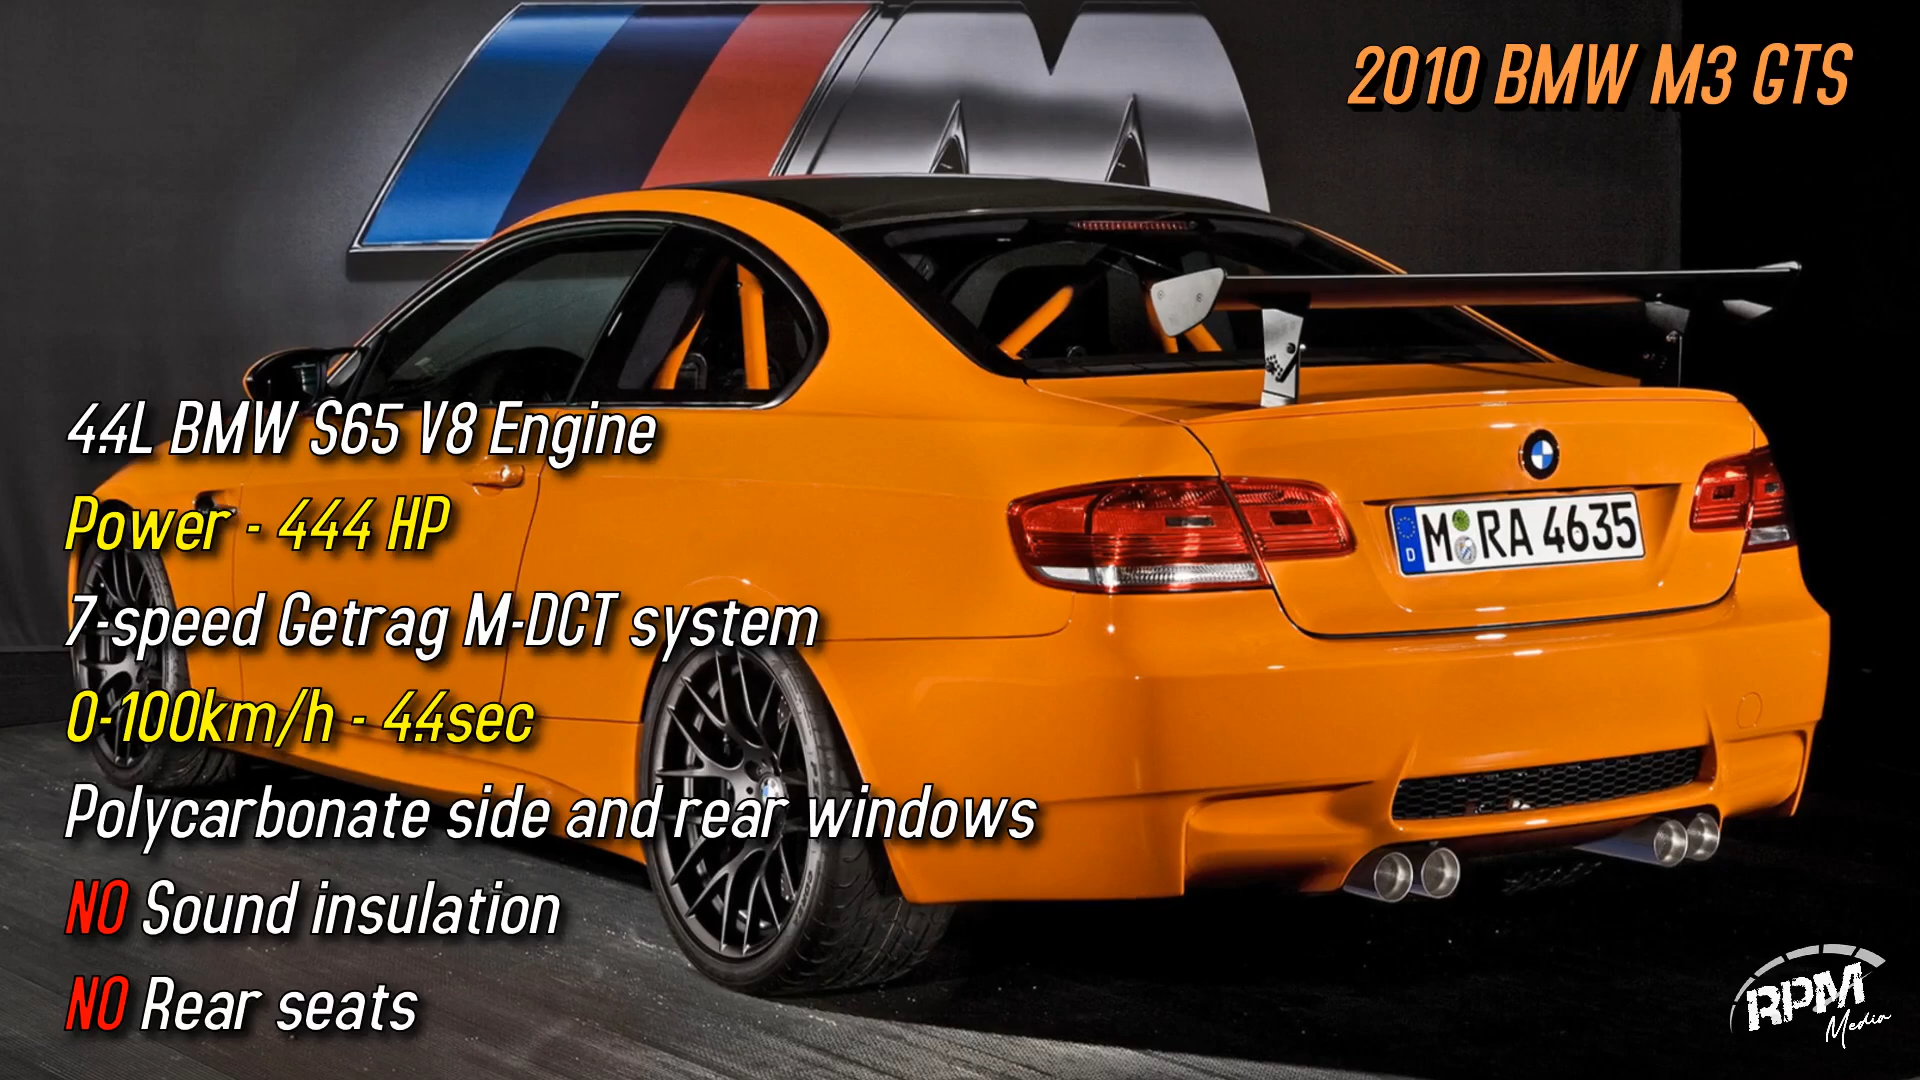 2010 BMW M3 GTS
4.4L BMW S65 V8 Engine
Power - 444 HP
M RA 4635
D
7-speed Getrag M-DCT system
0-100km/h - 4.4sec
Polycarbonate side and rear windows
NO Sound insulation
NO Rear seats
RPM
Media